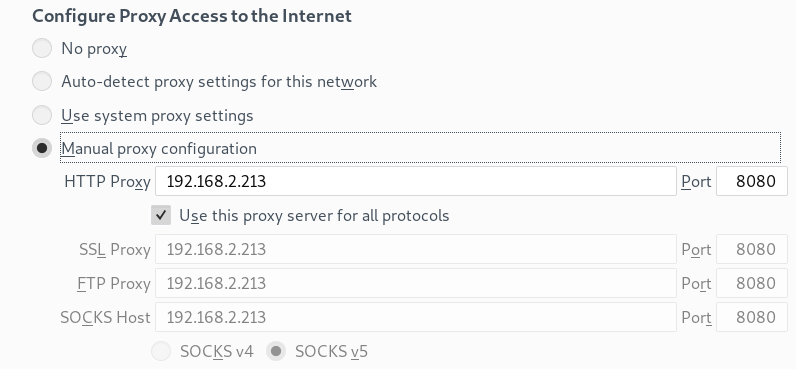 Configure Proxy Access to the Internet
No proxy
Auto-detect proxy settings for this network
Use system proxy settings
Manual proxy configuration
HTTP Proxy 192.168.2.213 Port 8080
Use this proxy server for all protocols
SSL Proxy 192.168.2.213 Port 8080
FTP Proxy 192.168.2.213 Port 8080
SOCKS Host 192.168.2.213 Port 8080
SOCKS v4 SOCKS v5